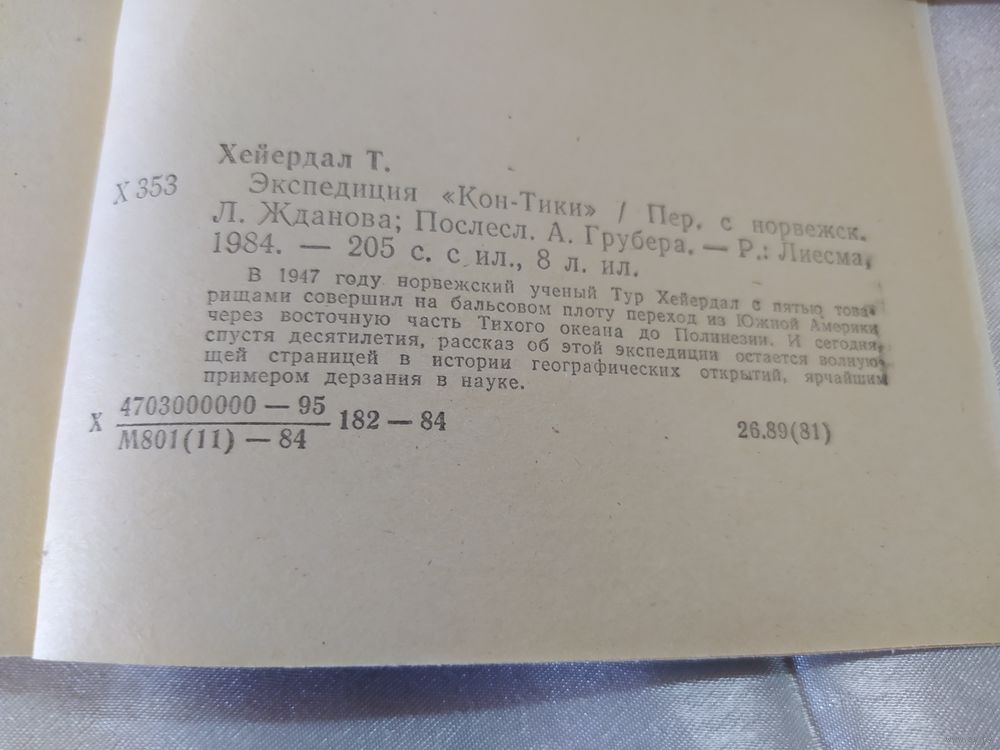 Хейердал Т.
Х 353
Экспедиция «Кон-Тики» / Пер. с норвежск.
Л. Жданова; Послесл. А. Грубера. — Р.: Лиесма,
1984. — 205 с. с ил., 8 л. ил.
В 1947 году норвежский ученый Тур Хейердал с пятью това-
рищами совершил на бальсовом плоту переход из Южной Америки
через восточную часть Тихого океана до Полинезии. И сегодня,
спустя десятилетия, рассказ об этой экспедиции остается волную-
щей страницей в истории географических открытий, ярчайшим
примером дерзания в науке.
Х 4703000000 — 95 182 — 84
М801(11) — 84
26.89(81)